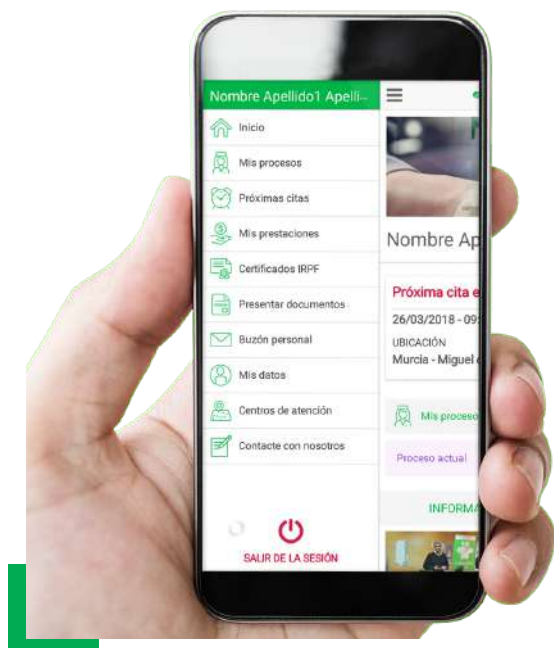 Nombre Apellido1 Apelli--
Inicio
Mis procesos
Próximas citas
Mis prestaciones
Certificados IRPF
Presentar documentos
Buzón personal
Mis datos
Centros de atención
Contacte con nosotros
SALIR DE LA SESIÓN
Nombre Ap
Próxima cita e
26/03/2018 - 09:
UBICACIÓN
Murcia - Miguel
Mis proceso
Proceso actual
INFORMA